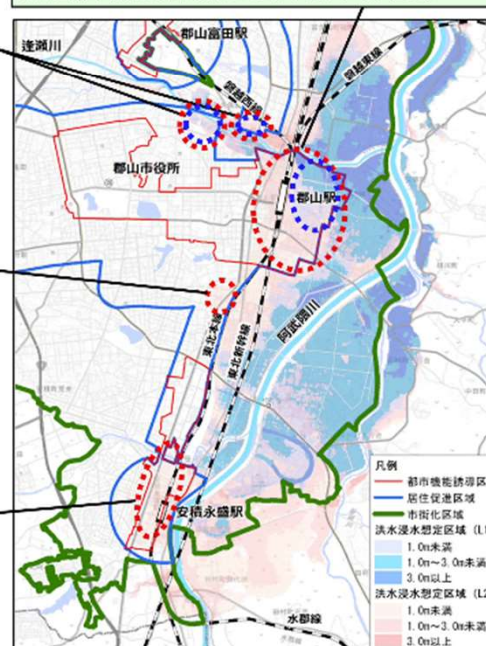 郡山富田駅
逢瀬川
磐越西線
磐越東線
郡山市役所
郡山駅
阿武隈川
東北本線
東北新幹線
安積永盛駅
水郡線
凡例
都市機能誘導区
居住促進区域
市街化区域
洪水浸水想定区域（L1
1.0m未満
1.0m～3.0m未満
3.0m以上
洪水浸水想定区域（L2
1.0m未満
1.0m～3.0m未満
3.0m以上